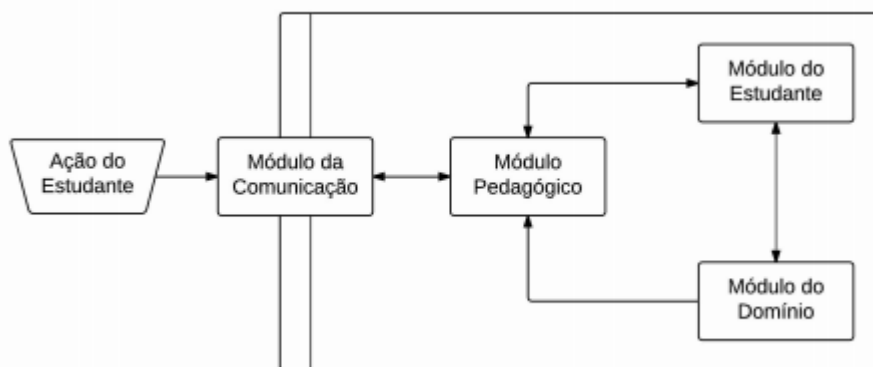 Ação do
Estudante
Módulo da
Comunicação
Módulo
Pedagógico
Módulo do
Estudante
Módulo do
Domínio